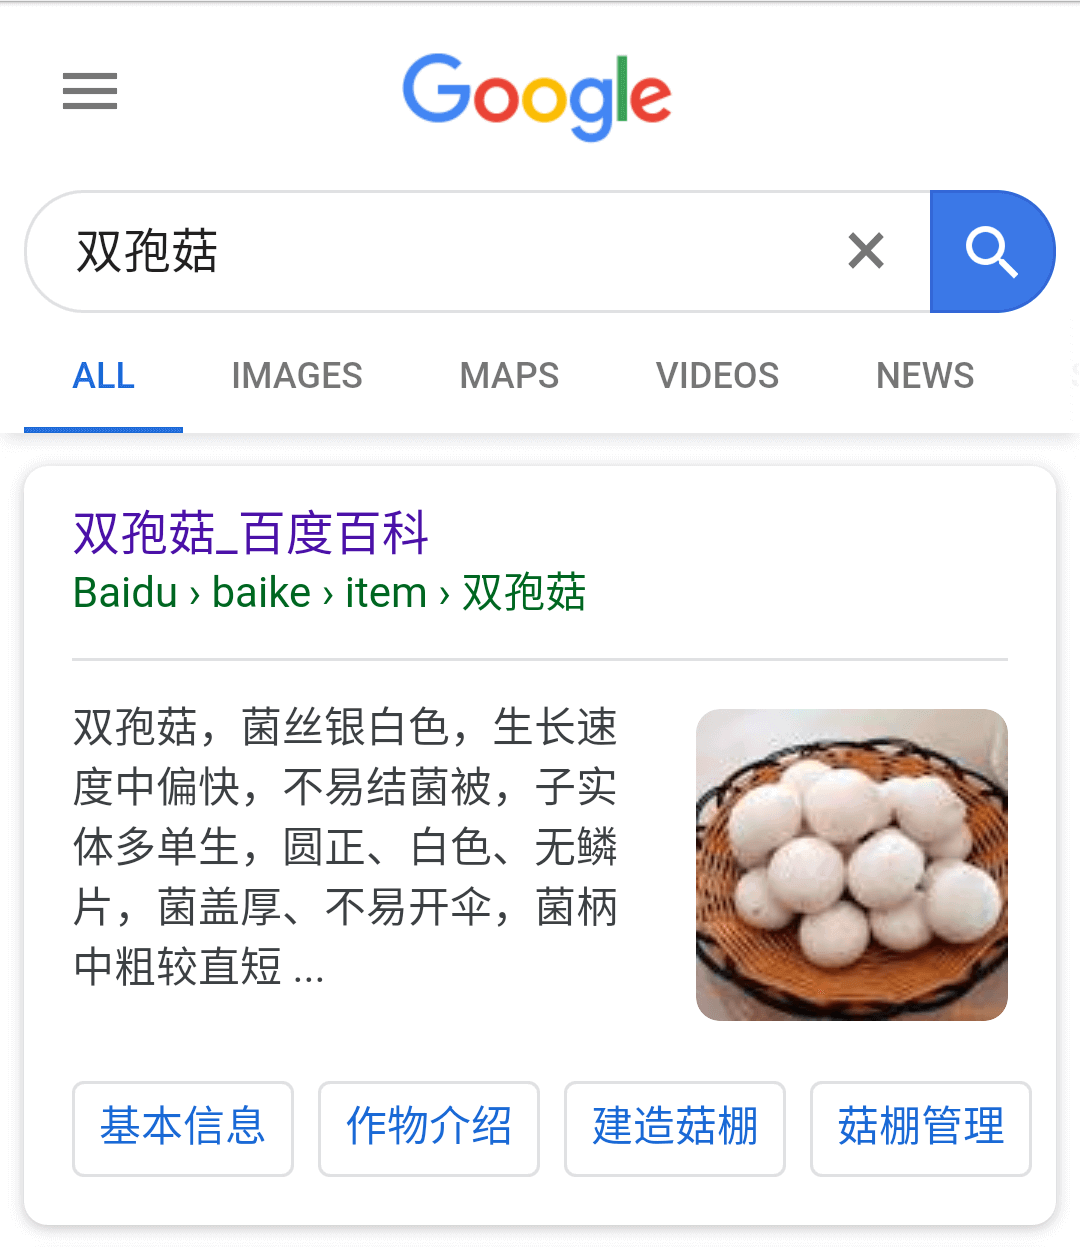 Google
双孢菇
ALL IMAGES MAPS VIDEOS NEWS
双孢菇_百度百科
Baidu › baike › item › 双孢菇
双孢菇，菌丝银白色，生长速
度中偏快，不易结菌被，子实
体多单生，圆正、白色、无鳞
片，菌盖厚、不易开伞，菌柄
中粗较直短 ...
基本信息 作物介绍 建造菇棚 菇棚管理